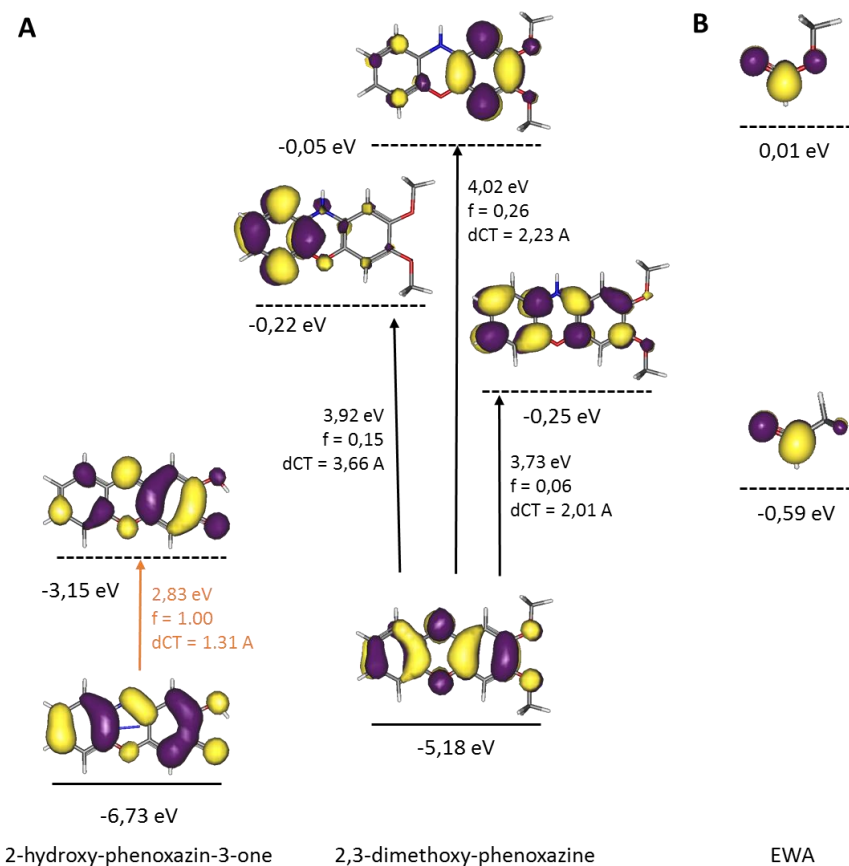 A
B
-0,05 eV
0,01 eV
4,02 eV
f = 0,26
dCT = 2,23 A
-0,22 eV
3,92 eV
f = 0,15
dCT = 3,66 A
-0,25 eV
3,73 eV
f = 0,06
dCT = 2,01 A
-0,59 eV
-3,15 eV
2,83 eV
f = 1.00
dCT = 1.31 A
-5,18 eV
-6,73 eV
2-hydroxy-phenoxazin-3-one
2,3-dimethoxy-phenoxazine
EWA